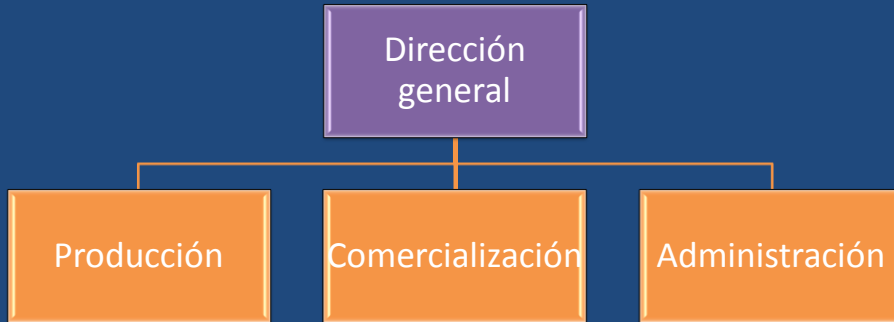 Dirección
general
Producción
Comercialización
Administración